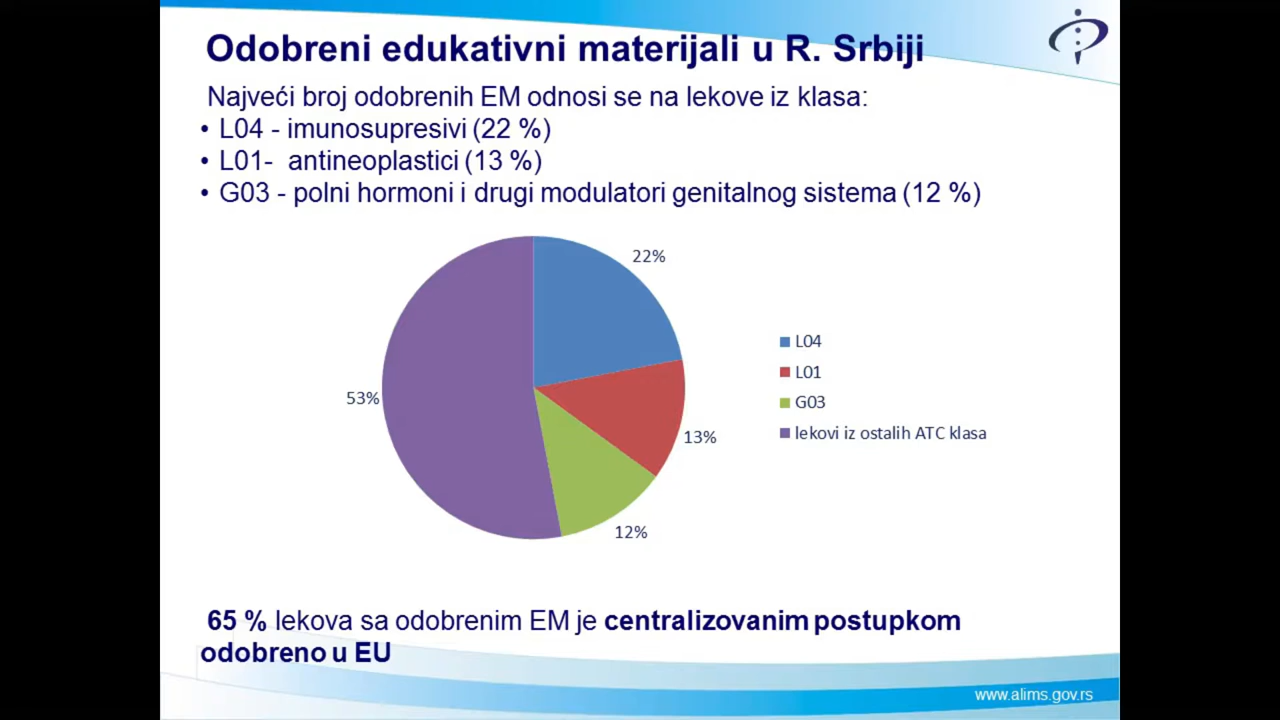 Odobreni edukativni materijali u R. Srbiji
Najveći broj odobrenih EM odnosi se na lekove iz klasa:
• L04 - imunosupresivi (22 %)
• L01- antineoplastici (13 %)
• G03 - polni hormoni i drugi modulatori genitalnog sistema (12 %)
22%
13%
12%
53%
L04
L01
G03
lekovi iz ostalih ATC klasa
65 % lekova sa odobrenim EM je centralizovanim postupkom
odobreno u EU
www.alims.gov.rs